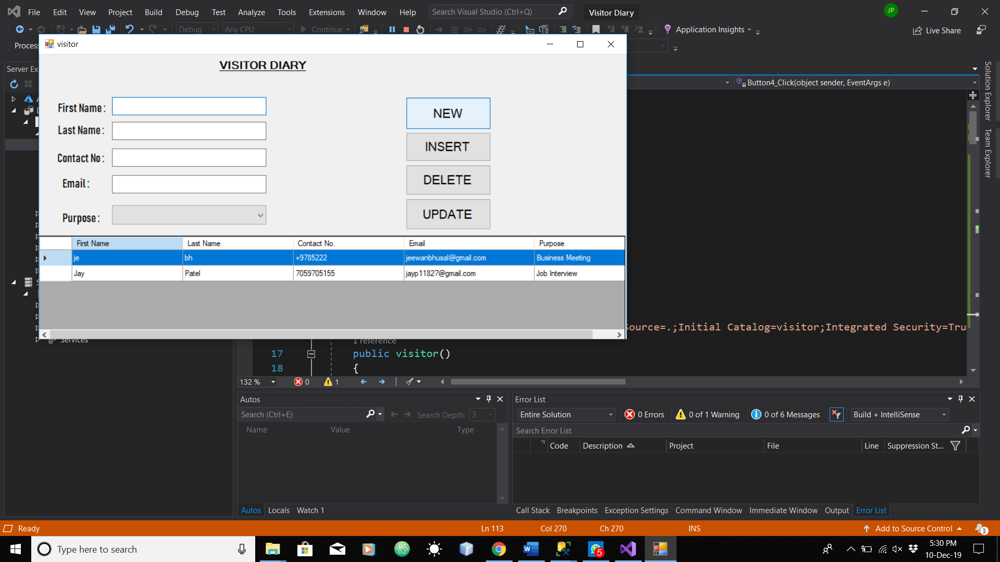 File Edit View Project Build Debug Test Analyze Tools Extensions Window Help Search Visual Studio (Ctrl+Q) Visitor Diary JP
Debug Any CPU Continue Application Insights Live Share
Process
visitor
Server Ex
VISITOR DIARY
Button4_Click(object sender, EventArgs e)
Solution Explorer
Team Explorer
First Name :
Last Name :
Contact No :
Email :
Purpose :
NEW
INSERT
DELETE
UPDATE
First Name Last Name Contact No. Email Purpose
je bh +9785222 jeewanbhusal@gmail.com Business Meeting
Jay Patel 7059705155 jayp11827@gmail.com Job Interview
Source=.;Initial Catalog=visitor;Integrated Security=Tru
Services
1 reference
17 public visitor()
18 {
132 % 0 1
Autos
Search (Ctrl+E) Search Depth: 3
Name Value Type
Autos Locals Watch 1
Error List
Entire Solution 0 Errors 0 of 1 Warning 0 of 6 Messages Build + IntelliSense
Search Error List
Code Description Project File Line Suppression St...
Call Stack Breakpoints Exception Settings Command Window Immediate Window Output Error List
Ready Ln 113 Col 270 Ch 270 INS Add to Source Control 3
Type here to search 5 5:30 PM
10-Dec-19